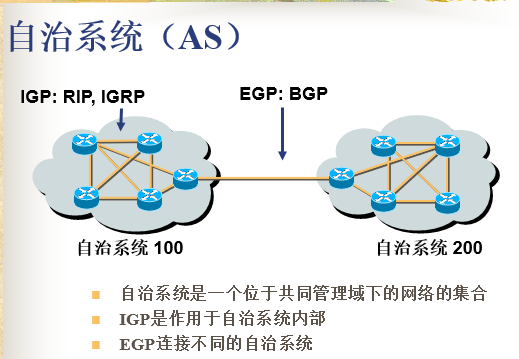 自治系统（AS）
IGP: RIP, IGRP
EGP: BGP
自治系统 100
自治系统 200
自治系统是一个位于共同管理域下的网络的集合
IGP是作用于自治系统内部
EGP连接不同的自治系统